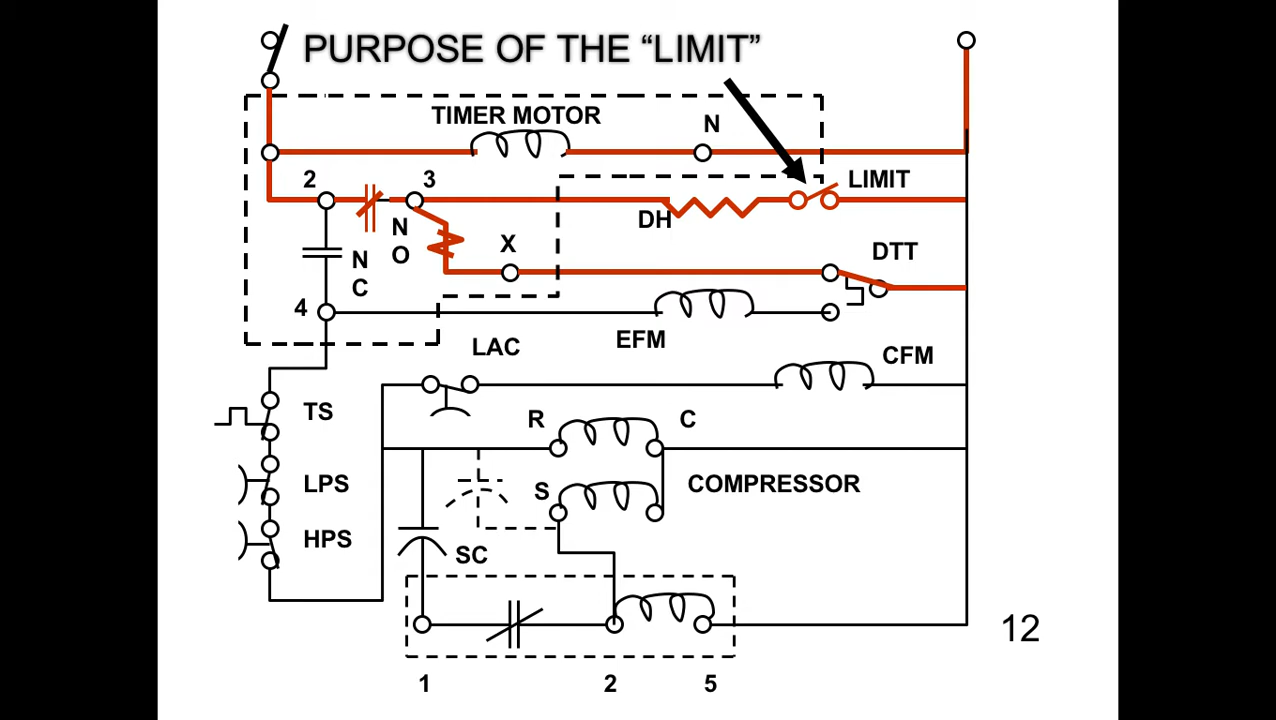 PURPOSE OF THE “LIMIT”
TIMER MOTOR
N
2
3
LIMIT
DH
N
O
X
DTT
N
C
4
EFM
LAC
CFM
TS
R
C
LPS
S
COMPRESSOR
HPS
SC
12
1
2
5